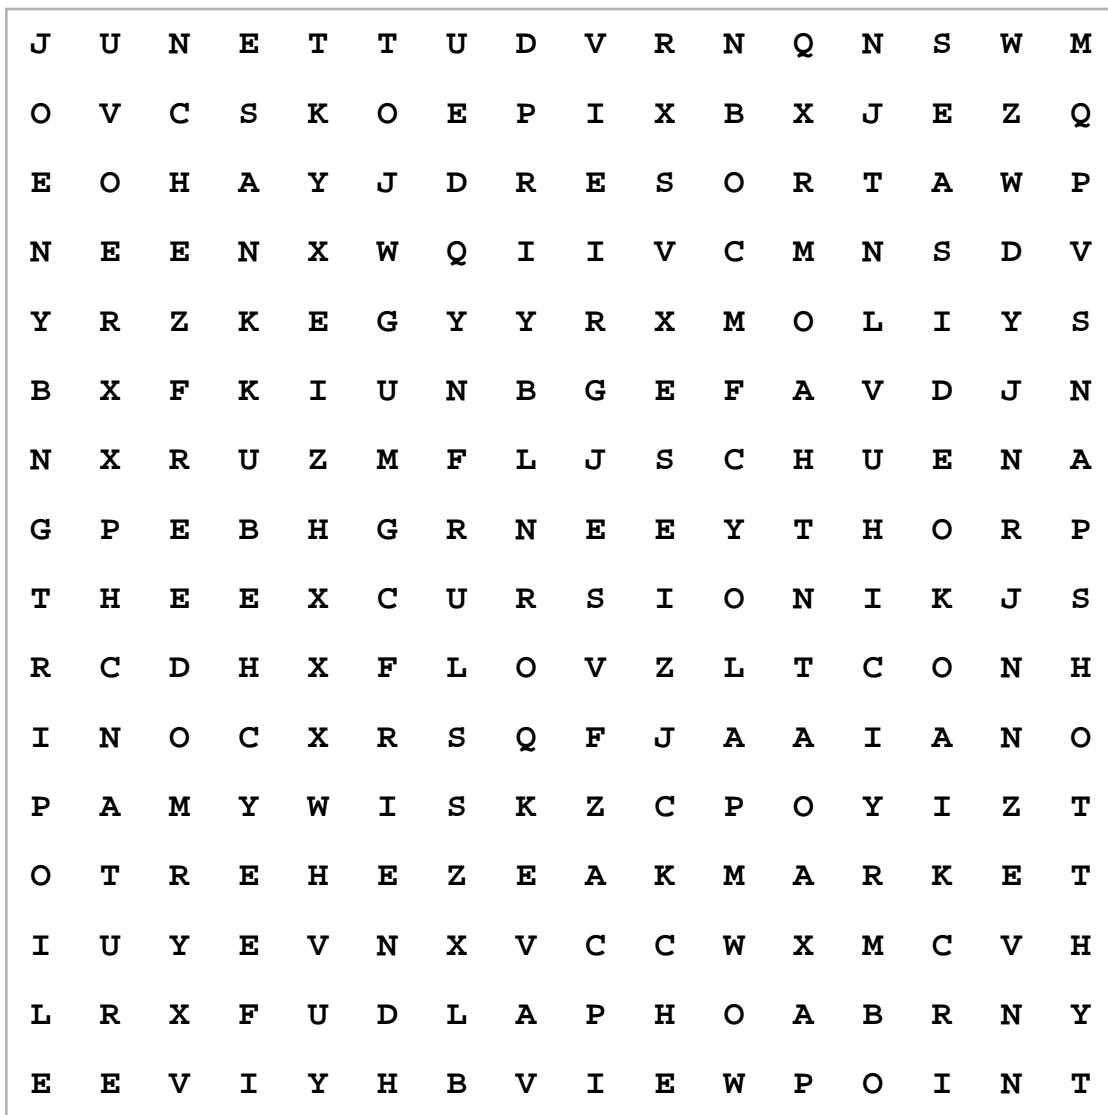 J U N E T T U D V R N Q N S W M
O V C S K O E P I X B X J E Z Q
E O H A Y J D R E S O R T A W P
N E E N X W Q I I V C M N S D V
Y R Z K E G Y Y R X M O L I Y S
B X F K I U N B G E F A V D J N
N X R U Z M F L J S C H U E N A
G P E B H G R N E E Y T H O R P
T H E E X C U R S I O N I K J S
R C D H X F L O V Z L T C O N H
I N O C X R S Q F J A A I A N O
P A M Y W I S K Z C P O Y I Z T
O T R E H E Z E A K M A R K E T
I U Y E V N X V C C W X M C V H
L R X F U D L A P H O A B R N Y
E E V I Y H B V I E W P O I N T